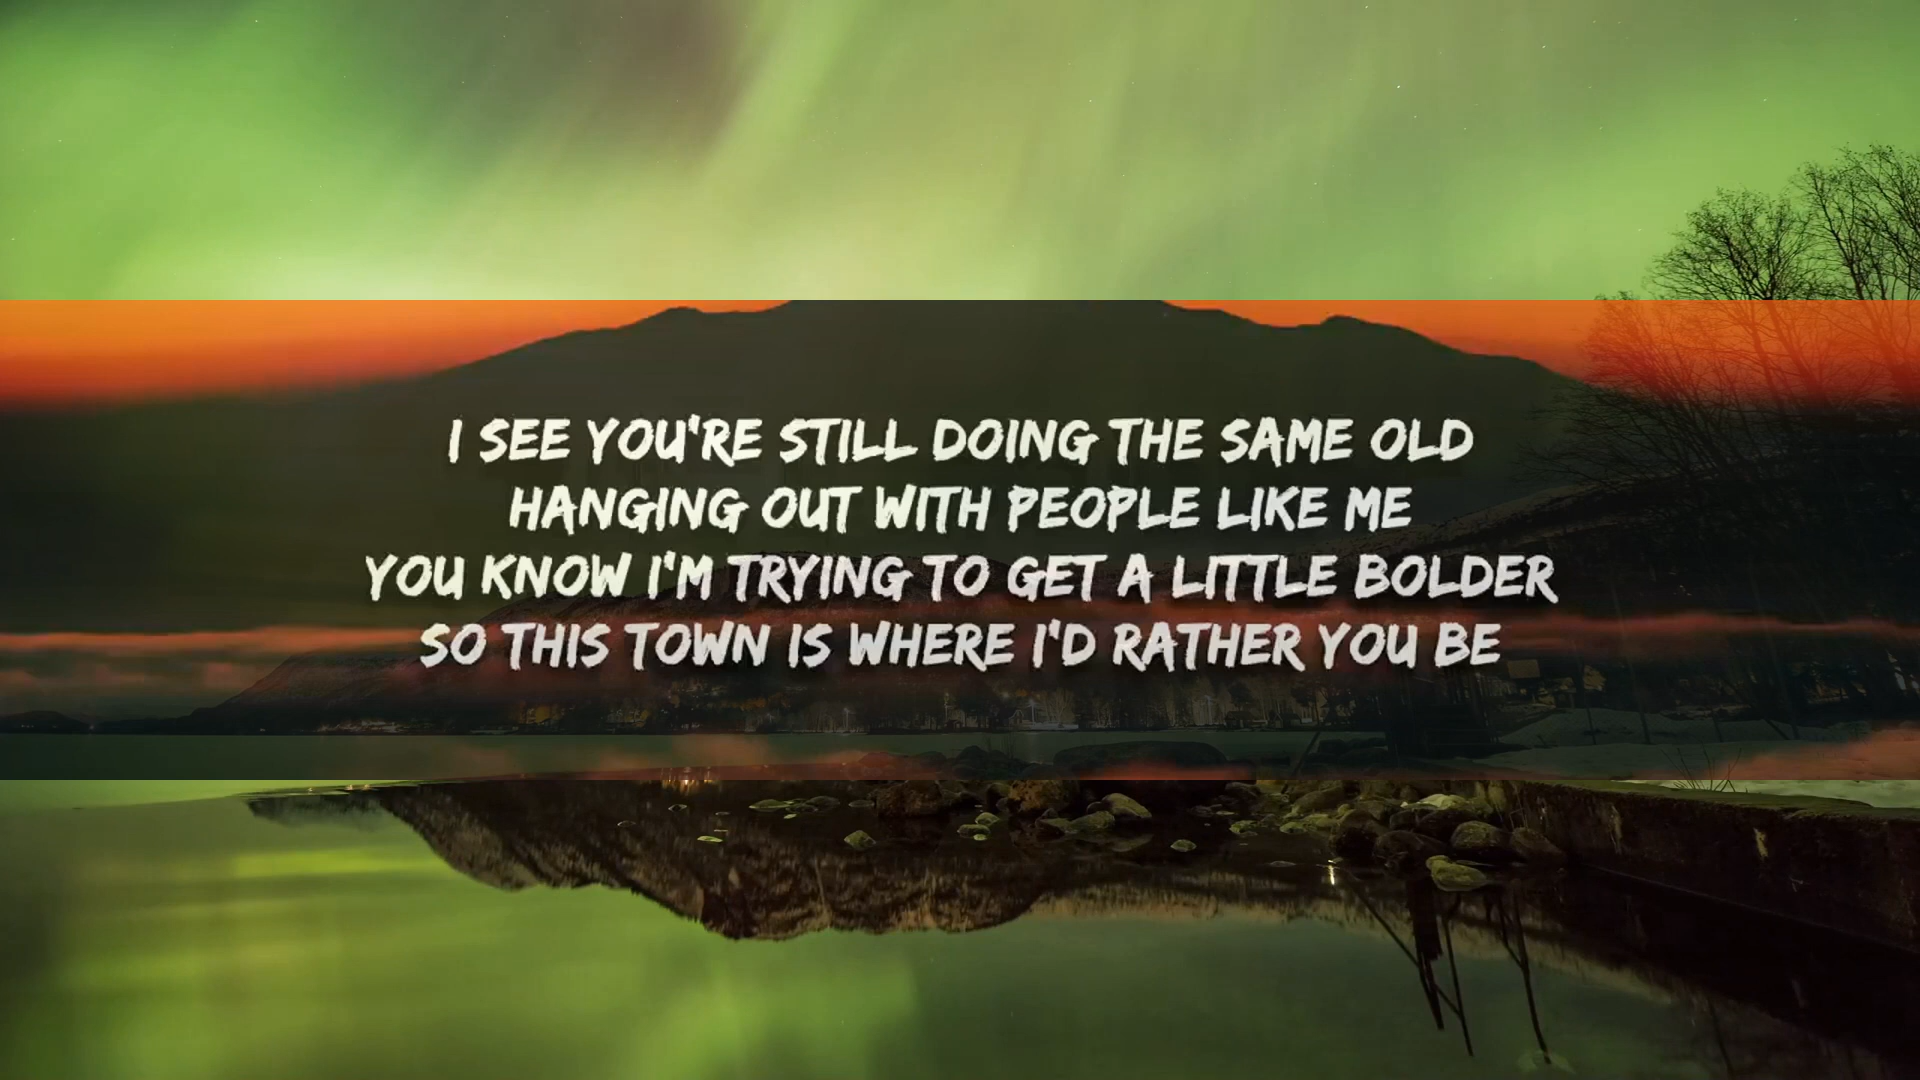 I SEE YOU'RE STILL DOING THE SAME OLD
HANGING OUT WITH PEOPLE LIKE ME
YOU KNOW I'M TRYING TO GET A LITTLE BOLDER
SO THIS TOWN IS WHERE I'D RATHER YOU BE